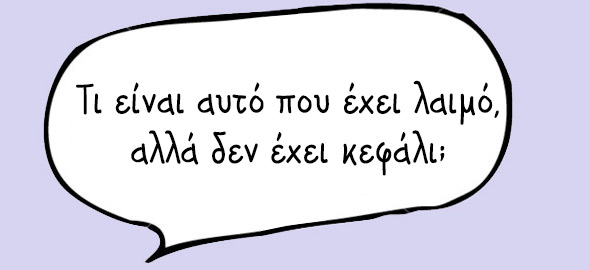 Τι είναι αυτό που έχει λαιμό,
αλλά δεν έχει κεφάλι;